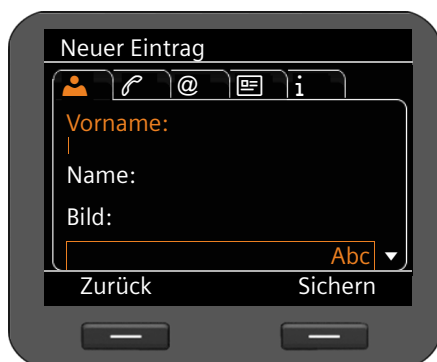 Neuer Eintrag
@ i
Vorname:
Name:
Bild:
Abc
Zurück Sichern